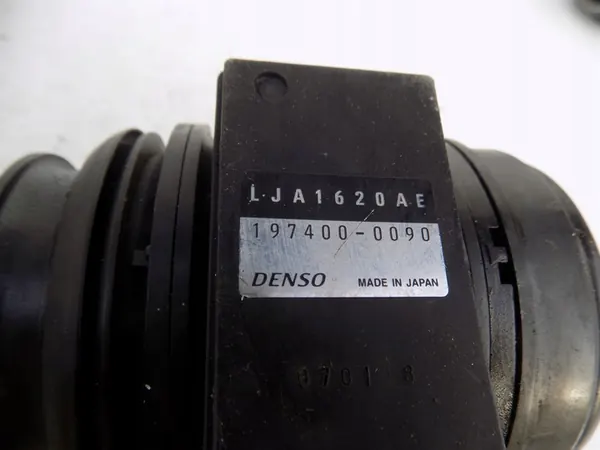 LJA1620AE
197400-0090
DENSO MADE IN JAPAN